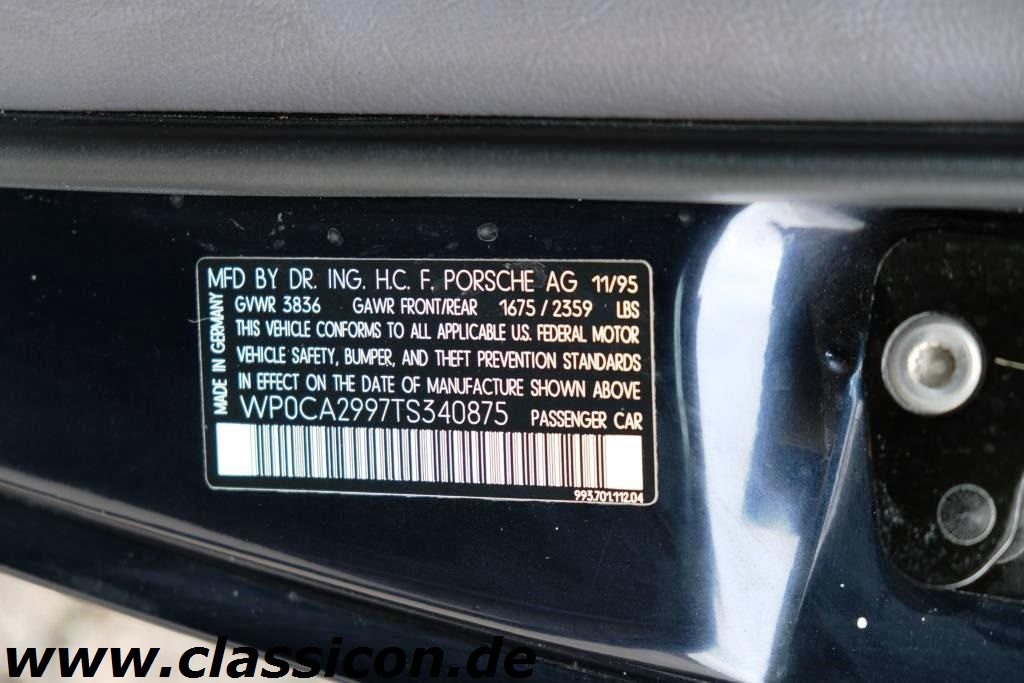 MFD BY DR. ING. H.C. F. PORSCHE AG 11/95
GVWR 3836 GAWR FRONT/REAR 1675 / 2359 LBS
THIS VEHICLE CONFORMS TO ALL APPLICABLE U.S. FEDERAL MOTOR
VEHICLE SAFETY, BUMPER, AND THEFT PREVENTION STANDARDS
IN EFFECT ON THE DATE OF MANUFACTURE SHOWN ABOVE
WP0CA2997TS340875 PASSENGER CAR
MADE IN GERMANY
993.701.112.04
www.classicon.de